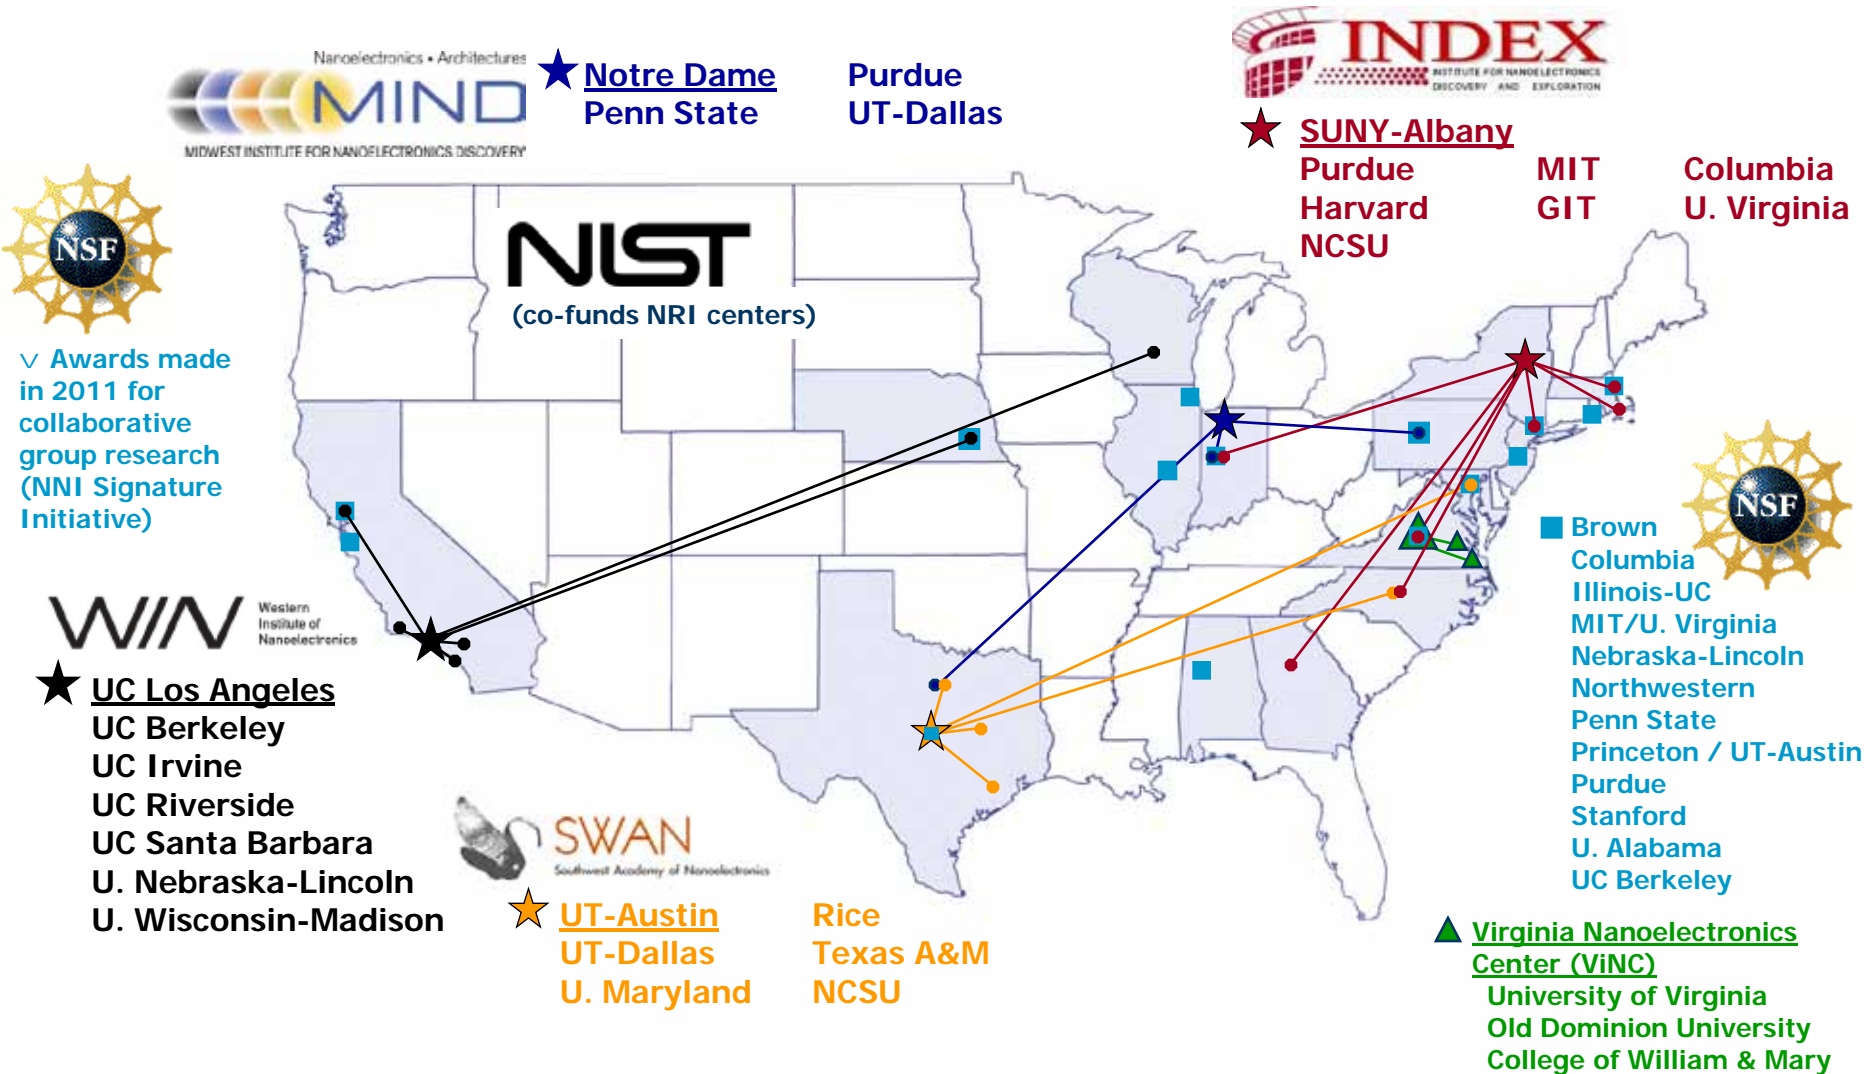 Nanoelectronics • Architectures
MIND
MIDWEST INSTITUTE FOR NANOELECTRONICS DISCOVERY
Notre Dame Purdue
Penn State UT-Dallas
INDEX
INSTITUTE FOR NANOELECTRONICS
DISCOVERY AND EXPLORATION
SUNY-Albany
Purdue MIT Columbia
Harvard GIT U. Virginia
NCSU
NSF
NIST
(co-funds NRI centers)
∨ Awards made
in 2011 for
collaborative
group research
(NNI Signature
Initiative)
WIN
Western
Institute of
Nanoelectronics
UC Los Angeles
UC Berkeley
UC Irvine
UC Riverside
UC Santa Barbara
U. Nebraska-Lincoln
U. Wisconsin-Madison
SWAN
Southwest Academy of Nanoelectronics
UT-Austin Rice
UT-Dallas Texas A&M
U. Maryland NCSU
NSF
Brown
Columbia
Illinois-UC
MIT/U. Virginia
Nebraska-Lincoln
Northwestern
Penn State
Princeton / UT-Austin
Purdue
Stanford
U. Alabama
UC Berkeley
Virginia Nanoelectronics
Center (ViNC)
University of Virginia
Old Dominion University
College of William & Mary